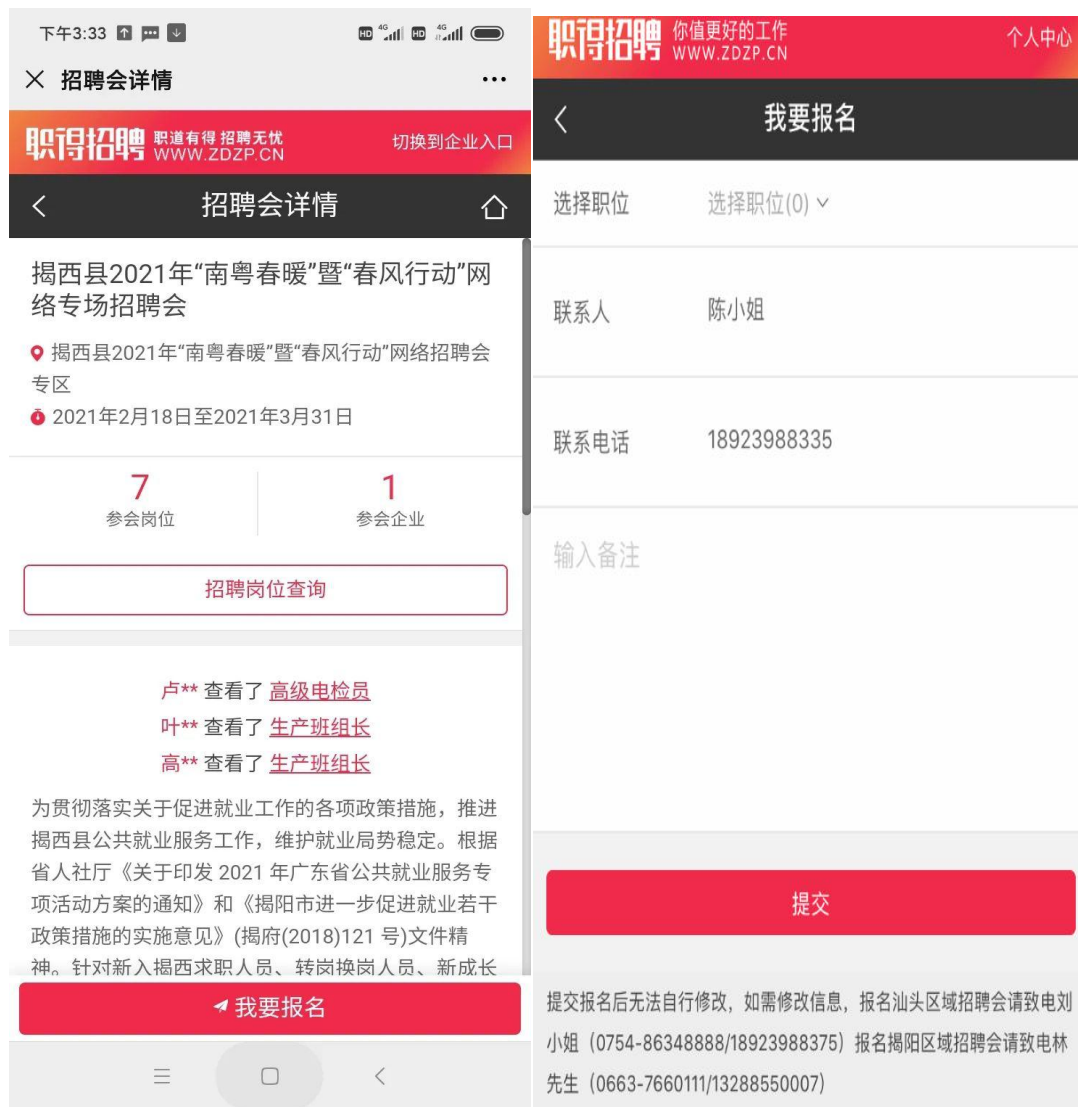 下午3:33
HD 4G HD 4G
招聘会详情
职得招聘 职道有得 招聘无忧
WWW.ZDZP.CN
切换到企业入口
招聘会详情
揭西县2021年“南粤春暖”暨“春风行动”网
络专场招聘会
揭西县2021年“南粤春暖”暨“春风行动”网络招聘会
专区
2021年2月18日至2021年3月31日
7
参会岗位
1
参会企业
招聘岗位查询
卢** 查看了 高级电检员
叶** 查看了 生产班组长
高** 查看了 生产班组长
为贯彻落实关于促进就业工作的各项政策措施，推进
揭西县公共就业服务工作，维护就业局势稳定。根据
省人社厅《关于印发 2021 年广东省公共就业服务专
项活动方案的通知》和《揭阳市进一步促进就业若干
政策措施的实施意见》(揭府(2018)121 号)文件精
神。针对新入揭西求职人员、转岗换岗人员、新成长
我要报名
职得招聘 你值更好的工作
WWW.ZDZP.CN
个人中心
我要报名
选择职位 选择职位(0)
联系人 陈小姐
联系电话 18923988335
输入备注
提交
提交报名后无法自行修改，如需修改信息，报名汕头区域招聘会请致电刘
小姐（0754-86348888/18923988375）报名揭阳区域招聘会请致电林
先生（0663-7660111/13288550007）